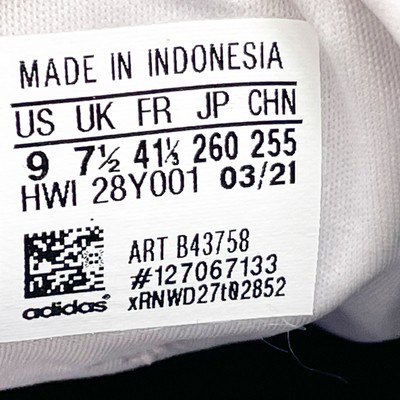 MADE IN INDONESIA
US UK FR JP CHN
9 7½ 41⅓ 260 255
HWI 28Y001 03/21
ART B43758
#127067133
xRNWD27t02852
adidas